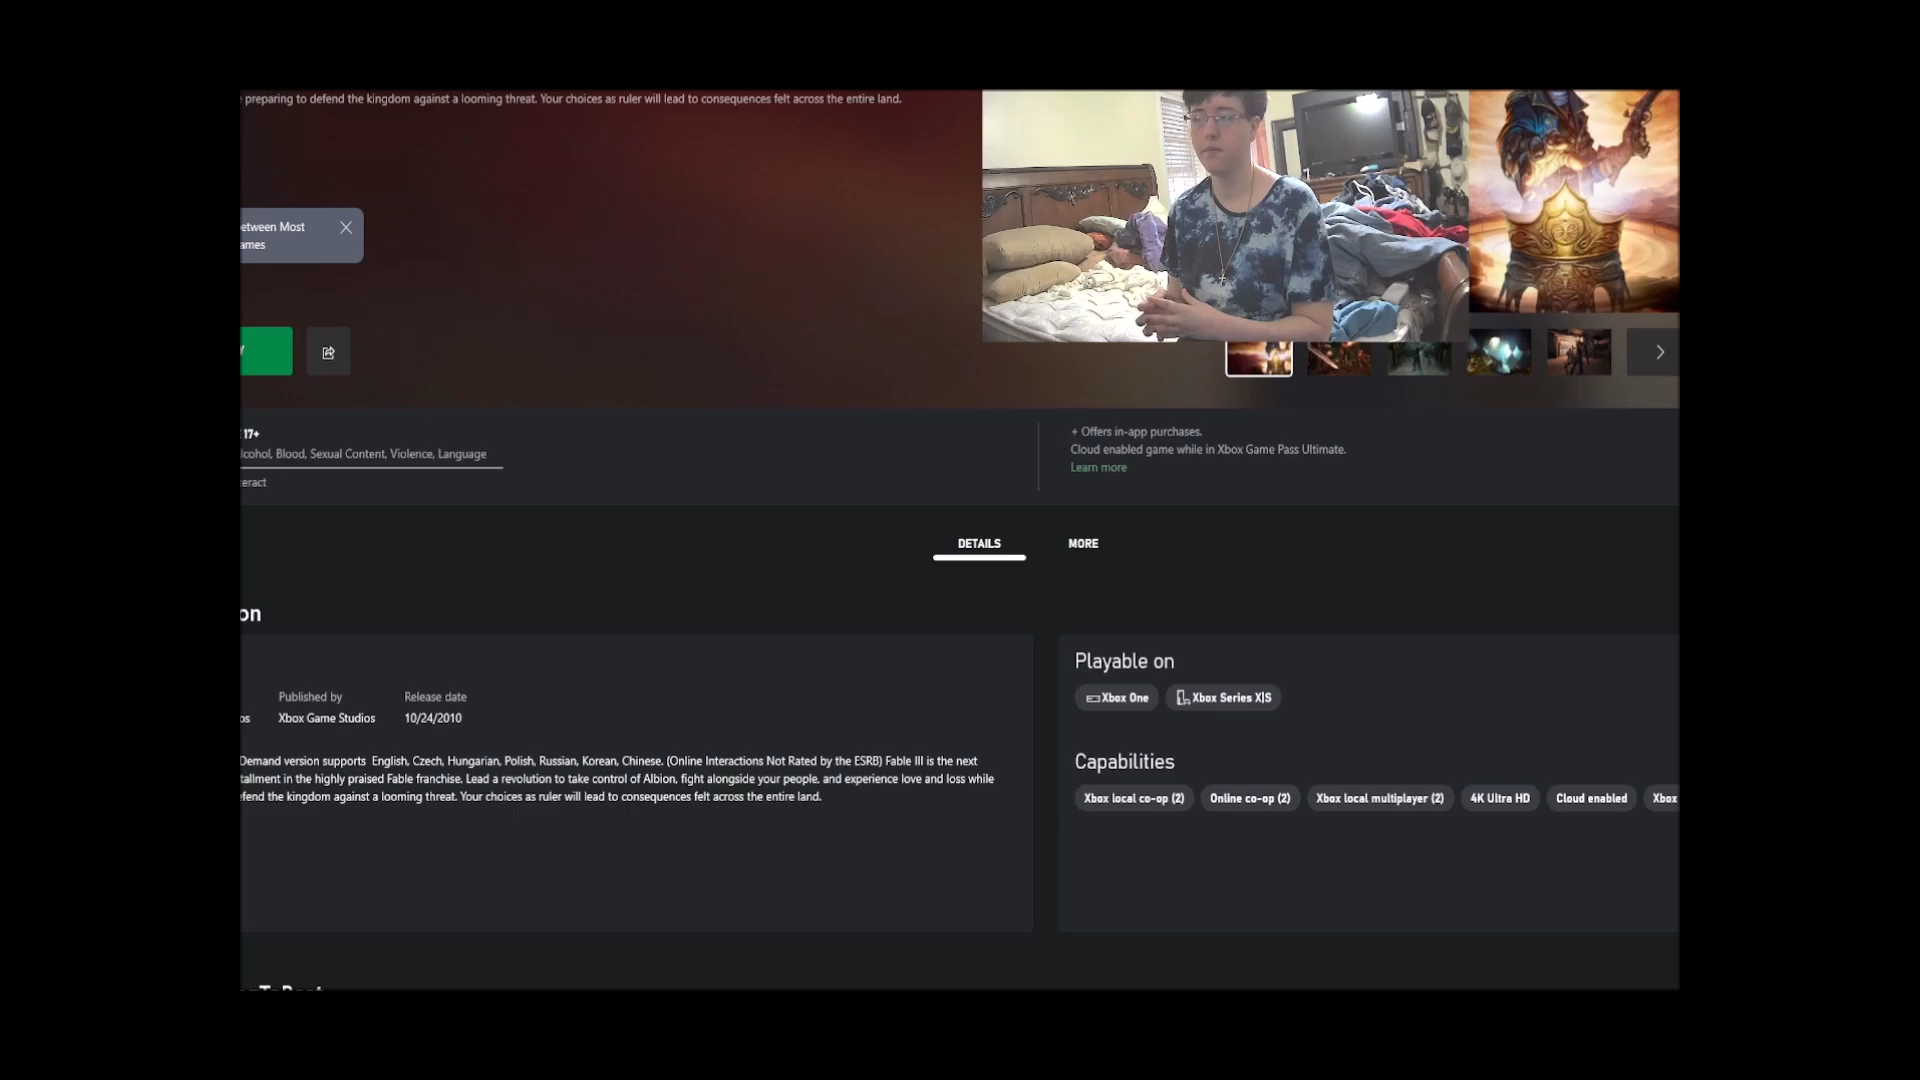 preparing to defend the kingdom against a looming threat. Your choices as ruler will lead to consequences felt across the entire land.
etween Most
ames
Y
17+
lcohol, Blood, Sexual Content, Violence, Language
teract
+ Offers in-app purchases.
Cloud enabled game while in Xbox Game Pass Ultimate.
Learn more
DETAILS
MORE
on
Published by
Release date
os
Xbox Game Studios
10/24/2010
Demand version supports English, Czech, Hungarian, Polish, Russian, Korean, Chinese. (Online Interactions Not Rated by the ESRB) Fable III is the next
tallment in the highly praised Fable franchise. Lead a revolution to take control of Albion, fight alongside your people, and experience love and loss while
efend the kingdom against a looming threat. Your choices as ruler will lead to consequences felt across the entire land.
Playable on
Xbox One
Xbox Series X|S
Capabilities
Xbox local co-op (2)
Online co-op (2)
Xbox local multiplayer (2)
4K Ultra HD
Cloud enabled
Xbox